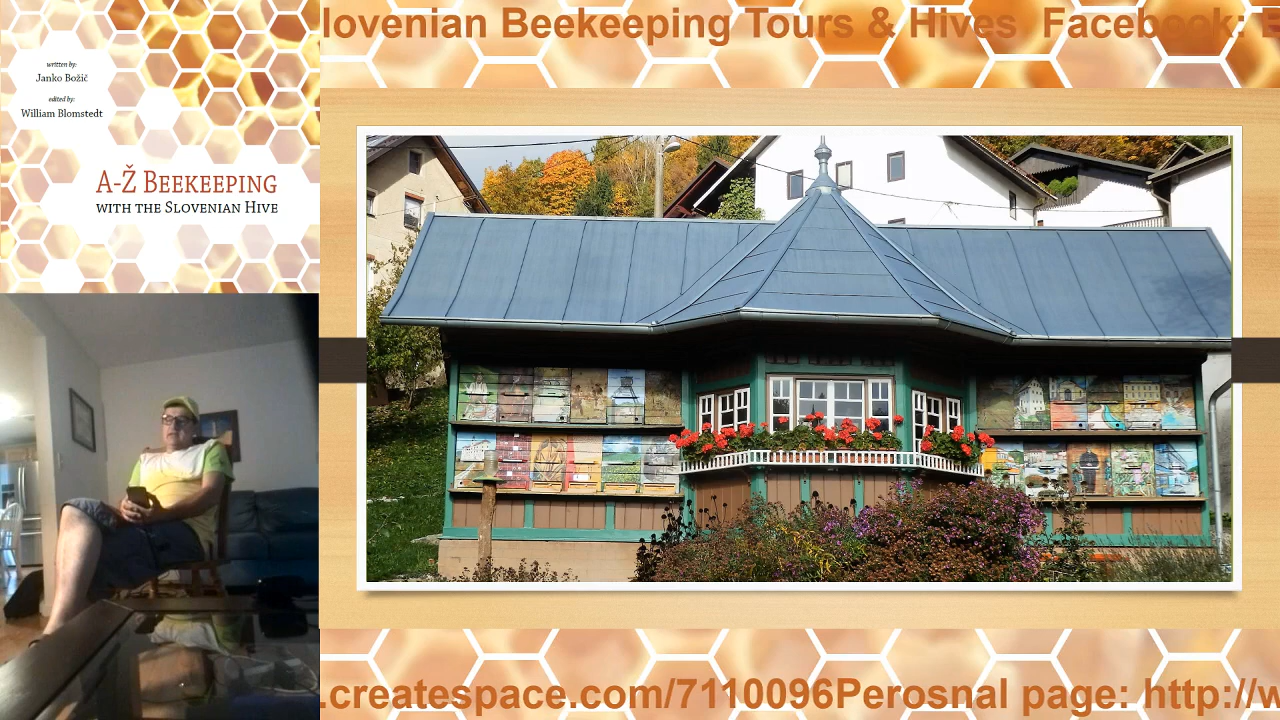 written by:
Janko Božič
edited by:
William Blomstedt
A-Ž Beekeeping
with the Slovenian Hive
lovenian Beekeeping Tours & Hives Facebook:
.createspace.com/7110096Perosnal page: http://w